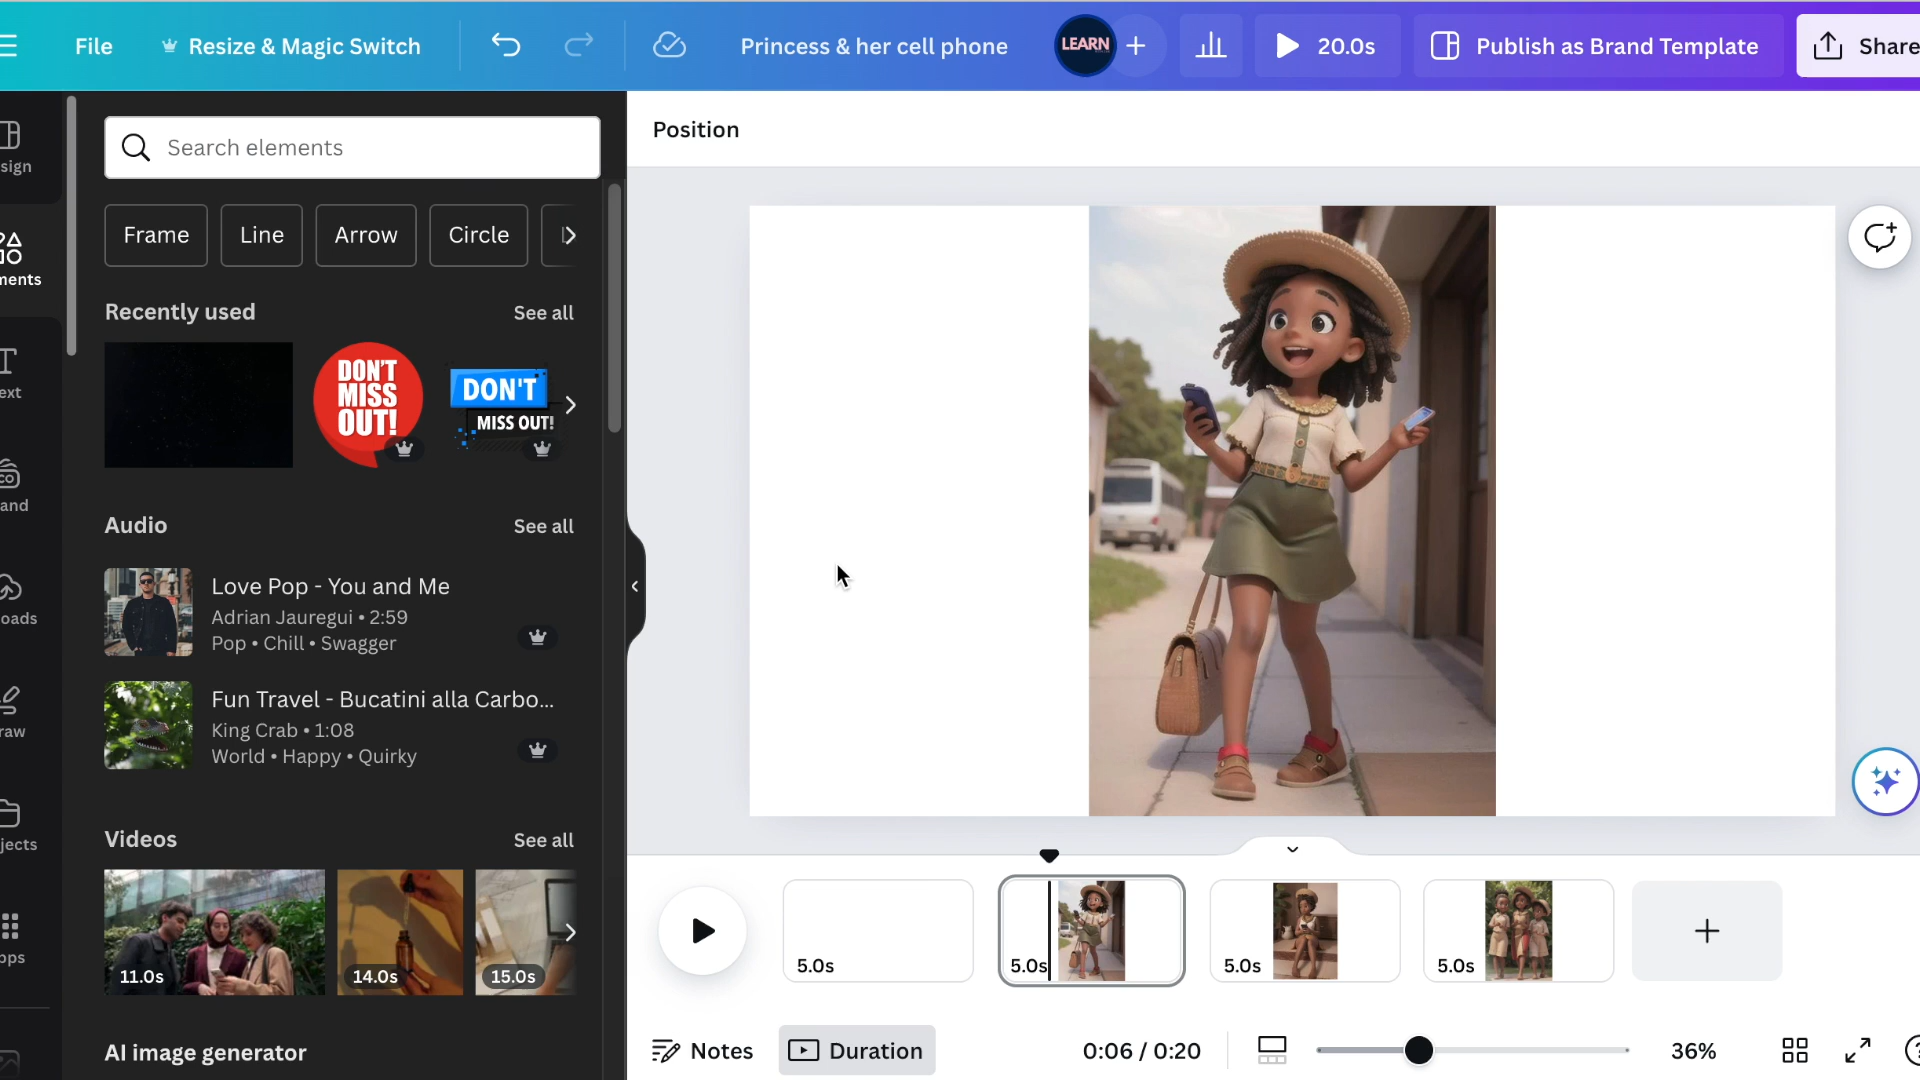 File
Resize & Magic Switch
Princess & her cell phone
LEARN
20.0s
Publish as Brand Template
Share
Position
Search elements
Frame
Line
Arrow
Circle
sign
ments
ext
and
oads
raw
jects
pps
Recently used
See all
DON'T
MISS
OUT!
DON'T
MISS OUT!
Audio
See all
Love Pop - You and Me
Adrian Jauregui • 2:59
Pop • Chill • Swagger
Fun Travel - Bucatini alla Carbo...
King Crab • 1:08
World • Happy • Quirky
Videos
See all
11.0s
14.0s
15.0s
AI image generator
5.0s
5.0s
5.0s
5.0s
Notes
Duration
0:06 / 0:20
36%